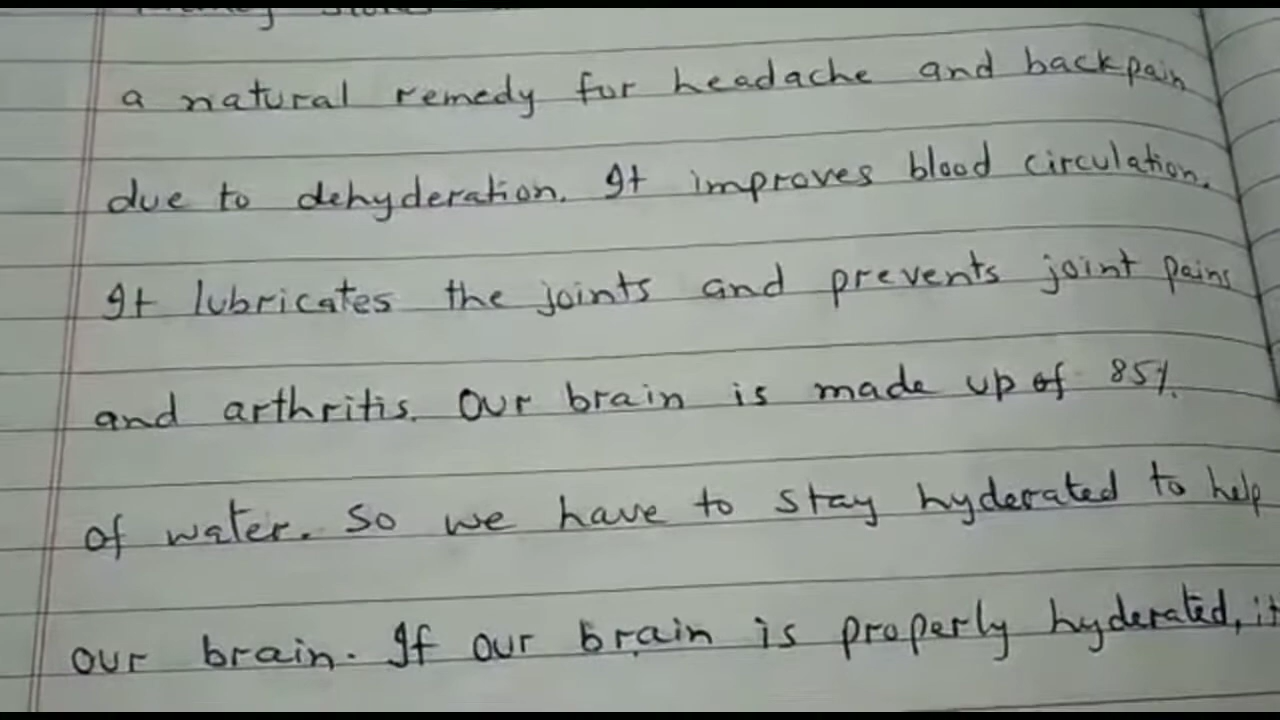 a natural remedy for headache and backpain
due to dehyderation. It improves blood circulation.
It lubricates the joints and prevents joint pains
and arthritis. Our brain is made up of 85%
of water. So we have to stay hyderated to help
our brain. If our brain is properly hyderated, it